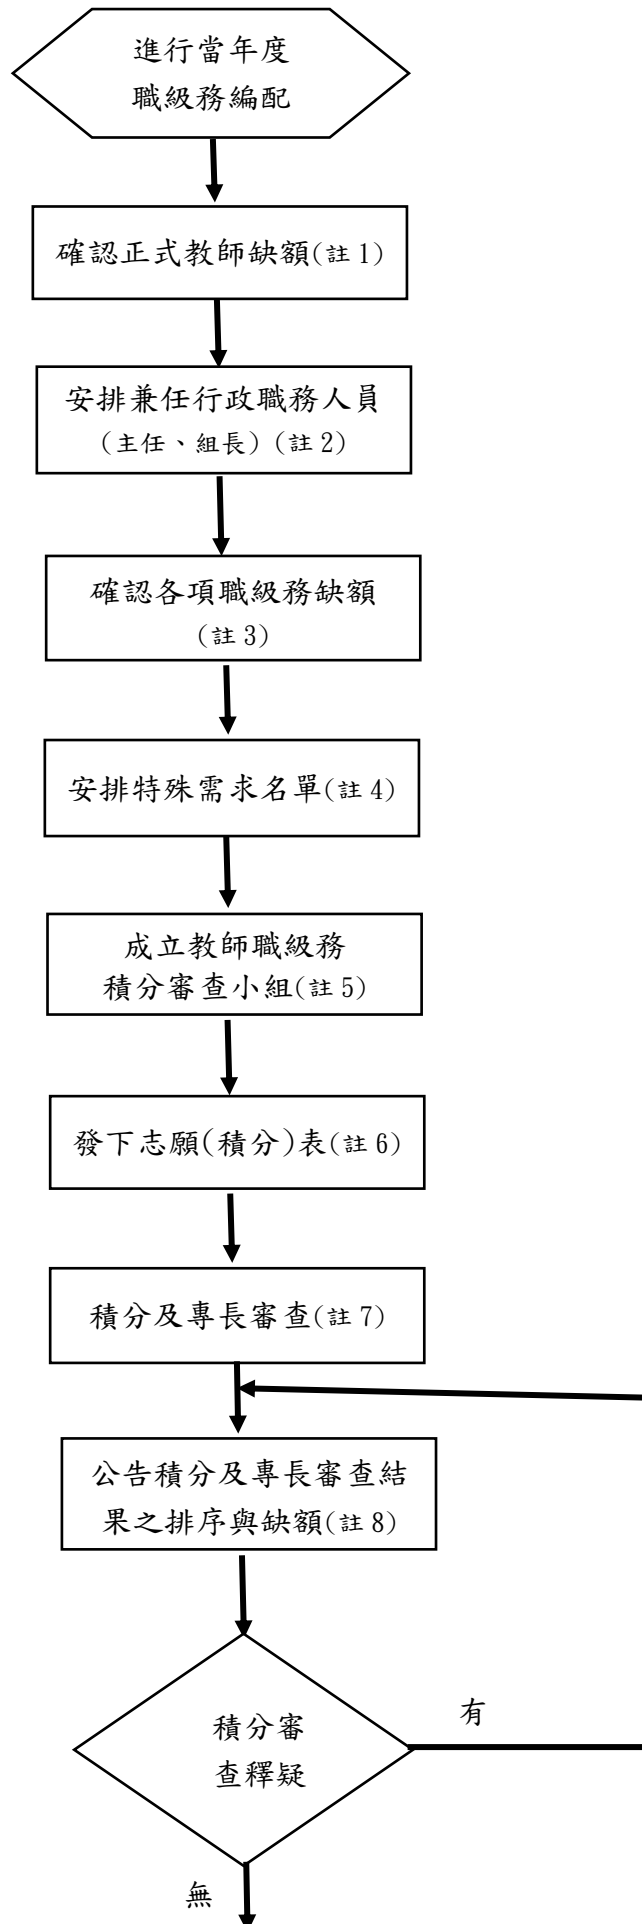 進行當年度
職級務編配
確認正式教師缺額(註 1)
安排兼任行政職務人員
(主任、組長)(註 2)
確認各項職級務缺額
(註 3)
安排特殊需求名單(註 4)
成立教師職級務
積分審查小組(註 5)
發下志願(積分)表(註 6)
積分及專長審查(註 7)
公告積分及專長審查結
果之排序與缺額(註 8)
積分審
查釋疑
有
無